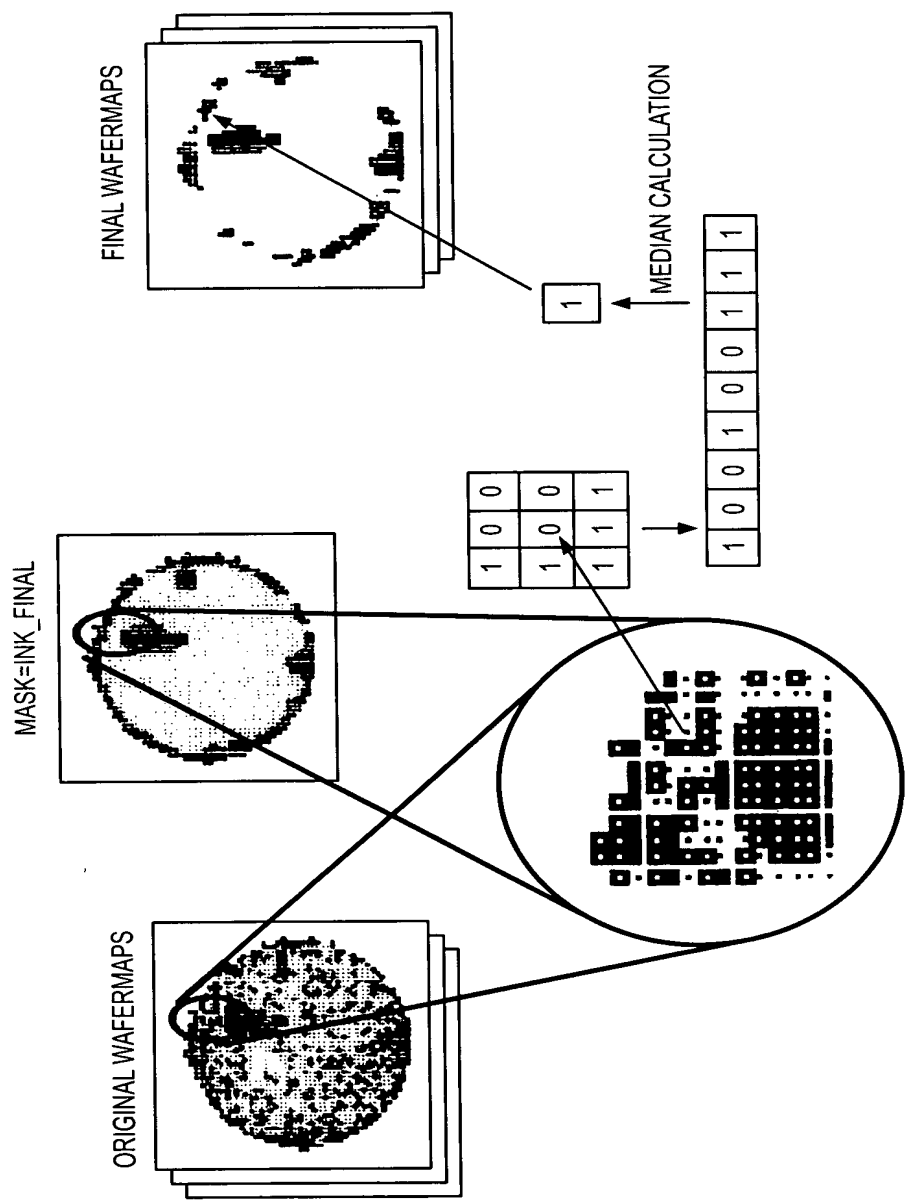 ORIGINAL WAFERMAPS
MASK=INK_FINAL
FINAL WAFERMAPS
1 0 0
1 0 0
1 1 1
1 0 0 1 0 0 1 1 1
MEDIAN CALCULATION
1